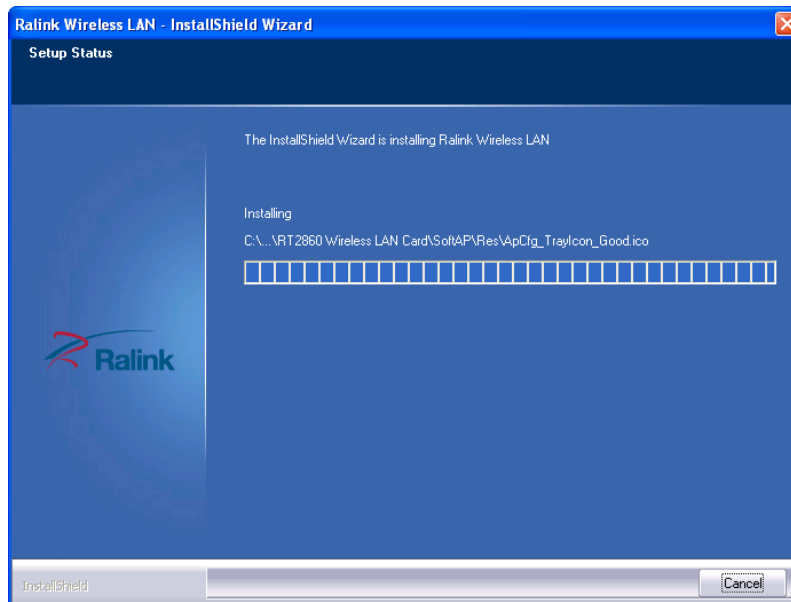 Ralink Wireless LAN - InstallShield Wizard
Setup Status
The InstallShield Wizard is installing Ralink Wireless LAN
Installing
C:\...\RT2860 Wireless LAN Card\SoftAP\Res\ApCfg_TrayIcon_Good.ico
Ralink
InstallShield
Cancel